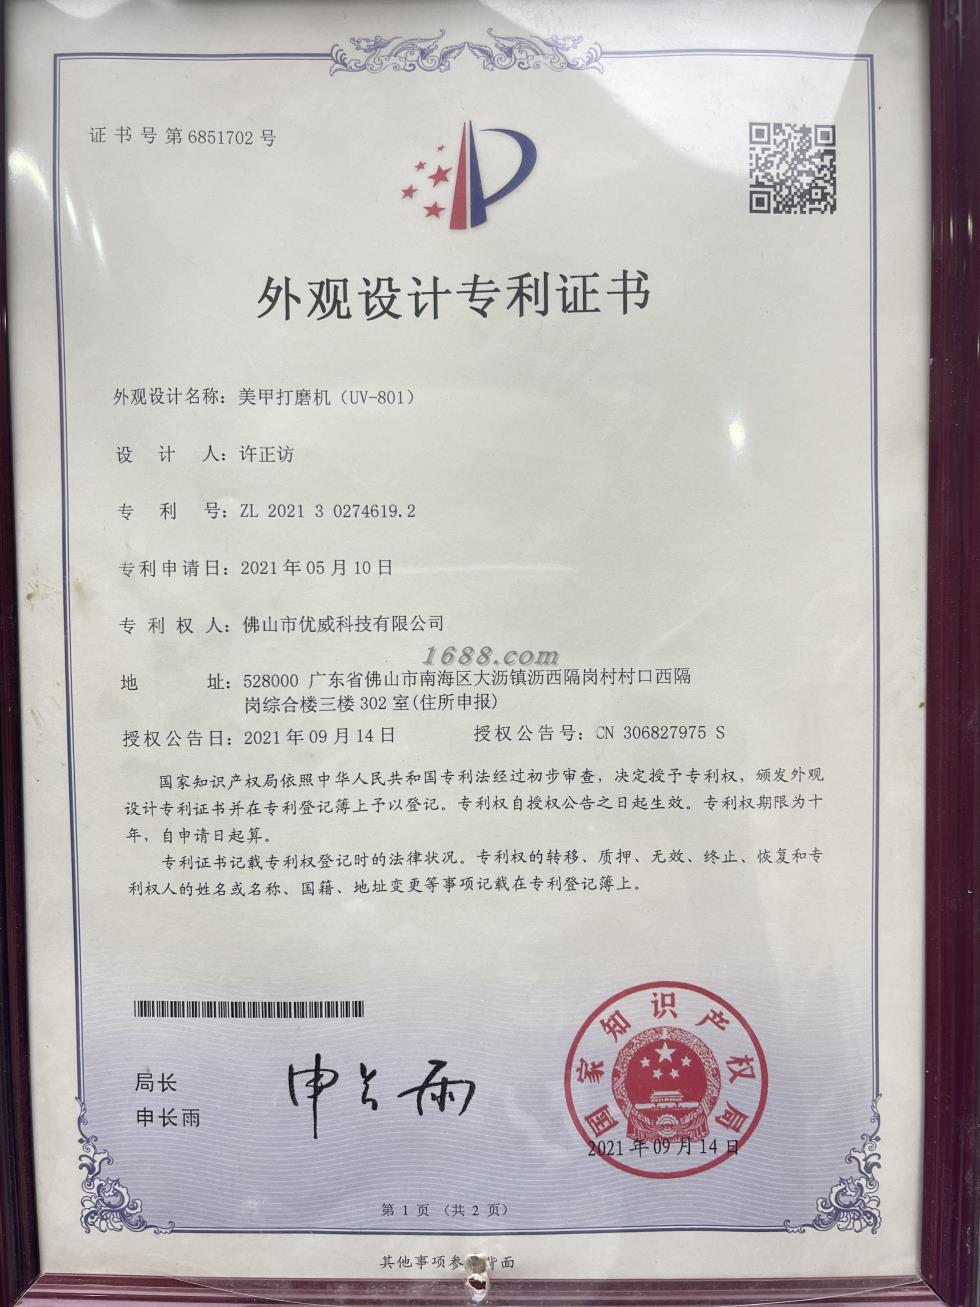 证书号第6851702号
外观设计专利证书
外观设计名称：美甲打磨机（UV-801）
设计人：许正访
专利号：ZL 2021 3 0274619.2
专利申请日：2021年05月10日
专利权人：佛山市优威科技有限公司
1688.com
地址：528000 广东省佛山市南海区大沥镇沥西隔岗村村口西隔
岗综合楼三楼302室(住所申报)
授权公告日：2021年09月14日 授权公告号：CN 306827975 S
国家知识产权局依照中华人民共和国专利法经过初步审查，决定授予专利权，颁发外观
设计专利证书并在专利登记簿上予以登记。专利权自授权公告之日起生效。专利权期限为十
年，自申请日起算。
专利证书记载专利权登记时的法律状况。专利权的转移、质押、无效、终止、恢复和专
利权人的姓名或名称、国籍、地址变更等事项记载在专利登记簿上。
局长
申长雨
申长雨
国家知识产权局
2021年09月14日
第1页（共2页）
其他事项参 背面